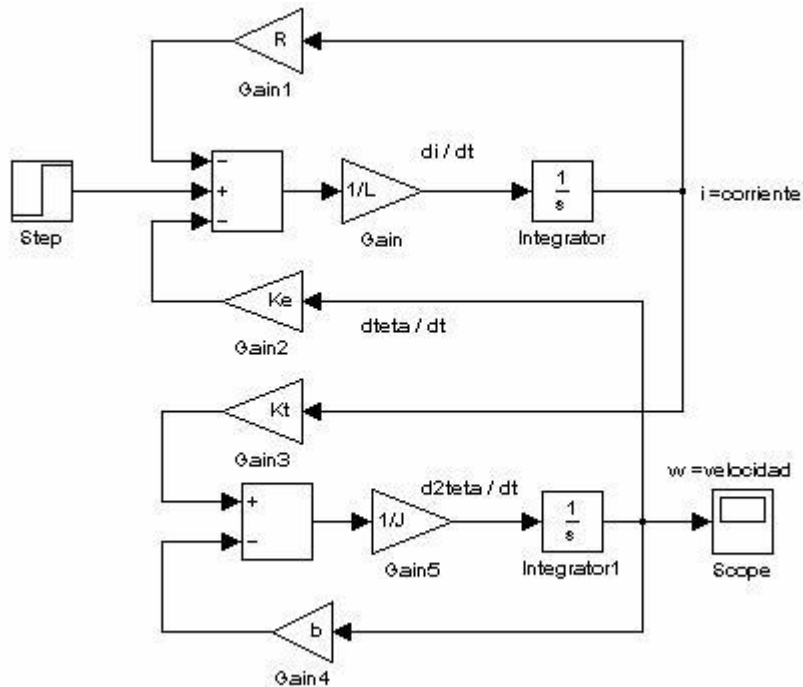 R
Gain1
Step
-
+
-
1/L
Gain
di / dt
1
s
Integrator
i =corriente
Ke
Gain2
dteta / dt
Kt
Gain3
+
-
1/J
Gain5
d2teta / dt
1
s
Integrator1
w =velocidad
Scope
b
Gain4